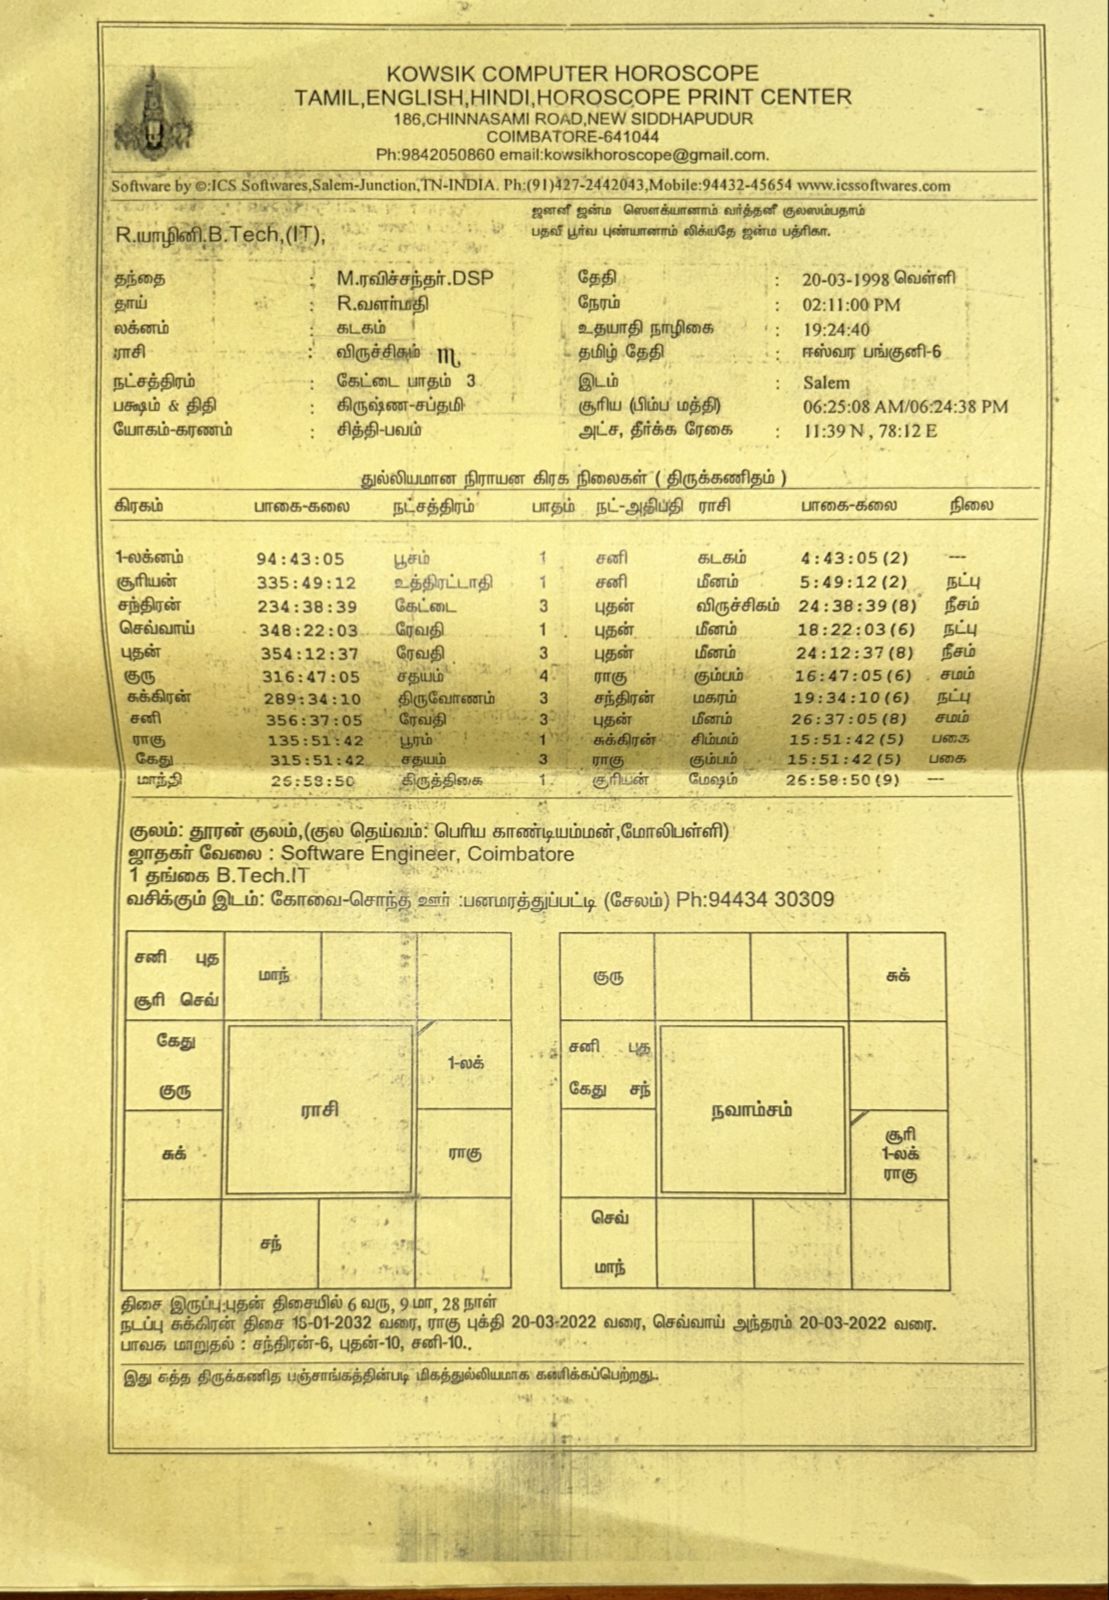 KOWSIK COMPUTER HOROSCOPE
TAMIL,ENGLISH,HINDI,HOROSCOPE PRINT CENTER
186,CHINNASAMI ROAD,NEW SIDDHAPUDUR
COIMBATORE-641044
Ph:9842050860 email:kowsikhoroscope@gmail.com.
Software by ©:ICS Softwares,Salem-Junction,TN-INDIA. Ph:(91)427-2442043,Mobile:94432-45654 www.icssoftwares.com
ஜனனீ ஜன்ம ஸௌக்யானாம் வர்த்தனீ குலஸம்பதாம்
பதவீ பூர்வ புண்யானாம் லிக்யதே ஜன்ம பத்ரிகா.
R.யாழினி.B.Tech,(IT),
தந்தை : M.ரவிச்சந்தர்.DSP தேதி : 20-03-1998 வெள்ளி
தாய் : R.வளர்மதி நேரம் : 02:11:00 PM
லக்னம் : கடகம் உதயாதி நாழிகை : 19:24:40
ராசி : விருச்சிகம் ♏ தமிழ் தேதி : ஈஸ்வர பங்குனி-6
நட்சத்திரம் : கேட்டை பாதம் 3 இடம் : Salem
பக்ஷம் & திதி : கிருஷ்ண-சப்தமி சூரிய (பிம்ப மத்தி) : 06:25:08 AM/06:24:38 PM
யோகம்-கரணம் : சித்தி-பவம் அட்ச, தீர்க்க ரேகை : 11:39 N , 78:12 E
துல்லியமான நிராயன கிரக நிலைகள் ( திருக்கணிதம் )
கிரகம் பாகை-கலை நட்சத்திரம் பாதம் நட்-அதிபதி ராசி பாகை-கலை நிலை
1-லக்னம் 94:43:05 பூசம் 1 சனி கடகம் 4:43:05(2) ---
சூரியன் 335:49:12 உத்திரட்டாதி 1 சனி மீனம் 5:49:12(2) நட்பு
சந்திரன் 234:38:39 கேட்டை 3 புதன் விருச்சிகம் 24:38:39(8) நீசம்
செவ்வாய் 348:22:03 ரேவதி 1 புதன் மீனம் 18:22:03(6) நட்பு
புதன் 354:12:37 ரேவதி 3 புதன் மீனம் 24:12:37(8) நீசம்
குரு 316:47:05 சதயம் 4 ராகு கும்பம் 16:47:05(6) சமம்
சுக்கிரன் 289:34:10 திருவோணம் 3 சந்திரன் மகரம் 19:34:10(6) நட்பு
சனி 356:37:05 ரேவதி 3 புதன் மீனம் 26:37:05(8) சமம்
ராகு 135:51:42 பூரம் 1 சுக்கிரன் சிம்மம் 15:51:42(5) பகை
கேது 315:51:42 சதயம் 3 ராகு கும்பம் 15:51:42(5) பகை
மாந்தி 26:58:50 கிருத்திகை 1 சூரியன் மேஷம் 26:58:50(9) ---
குலம்: தூரன் குலம்,(குல தெய்வம்: பெரிய காண்டியம்மன்,மோலிபள்ளி)
ஜாதகர் வேலை : Software Engineer, Coimbatore
1 தங்கை B.Tech.IT
வசிக்கும் இடம்: கோவை-சொந்த ஊர் :பனமரத்துப்பட்டி (சேலம்) Ph:94434 30309
சனி புத
சூரி செவ்
மாந்
கேது
குரு
1-லக்
ராசி
சுக்
ராகு
சந்
குரு
சுக்
சனி புத
கேது சந்
நவாம்சம்
சூரி
1-லக்
ராகு
செவ்
மாந்
திசை இருப்பு:புதன் திசையில் 6 வரு, 9 மா, 28 நாள்
நடப்பு சுக்கிரன் திசை 18-01-2032 வரை, ராகு புக்தி 20-03-2022 வரை, செவ்வாய் அந்தரம் 20-03-2022 வரை.
பாவக மாறுதல் : சந்திரன்-6, புதன்-10, சனி-10..
இது சுத்த திருக்கணித பஞ்சாங்கத்தின்படி மிகத்துல்லியமாக கணிக்கப்பெற்றது.